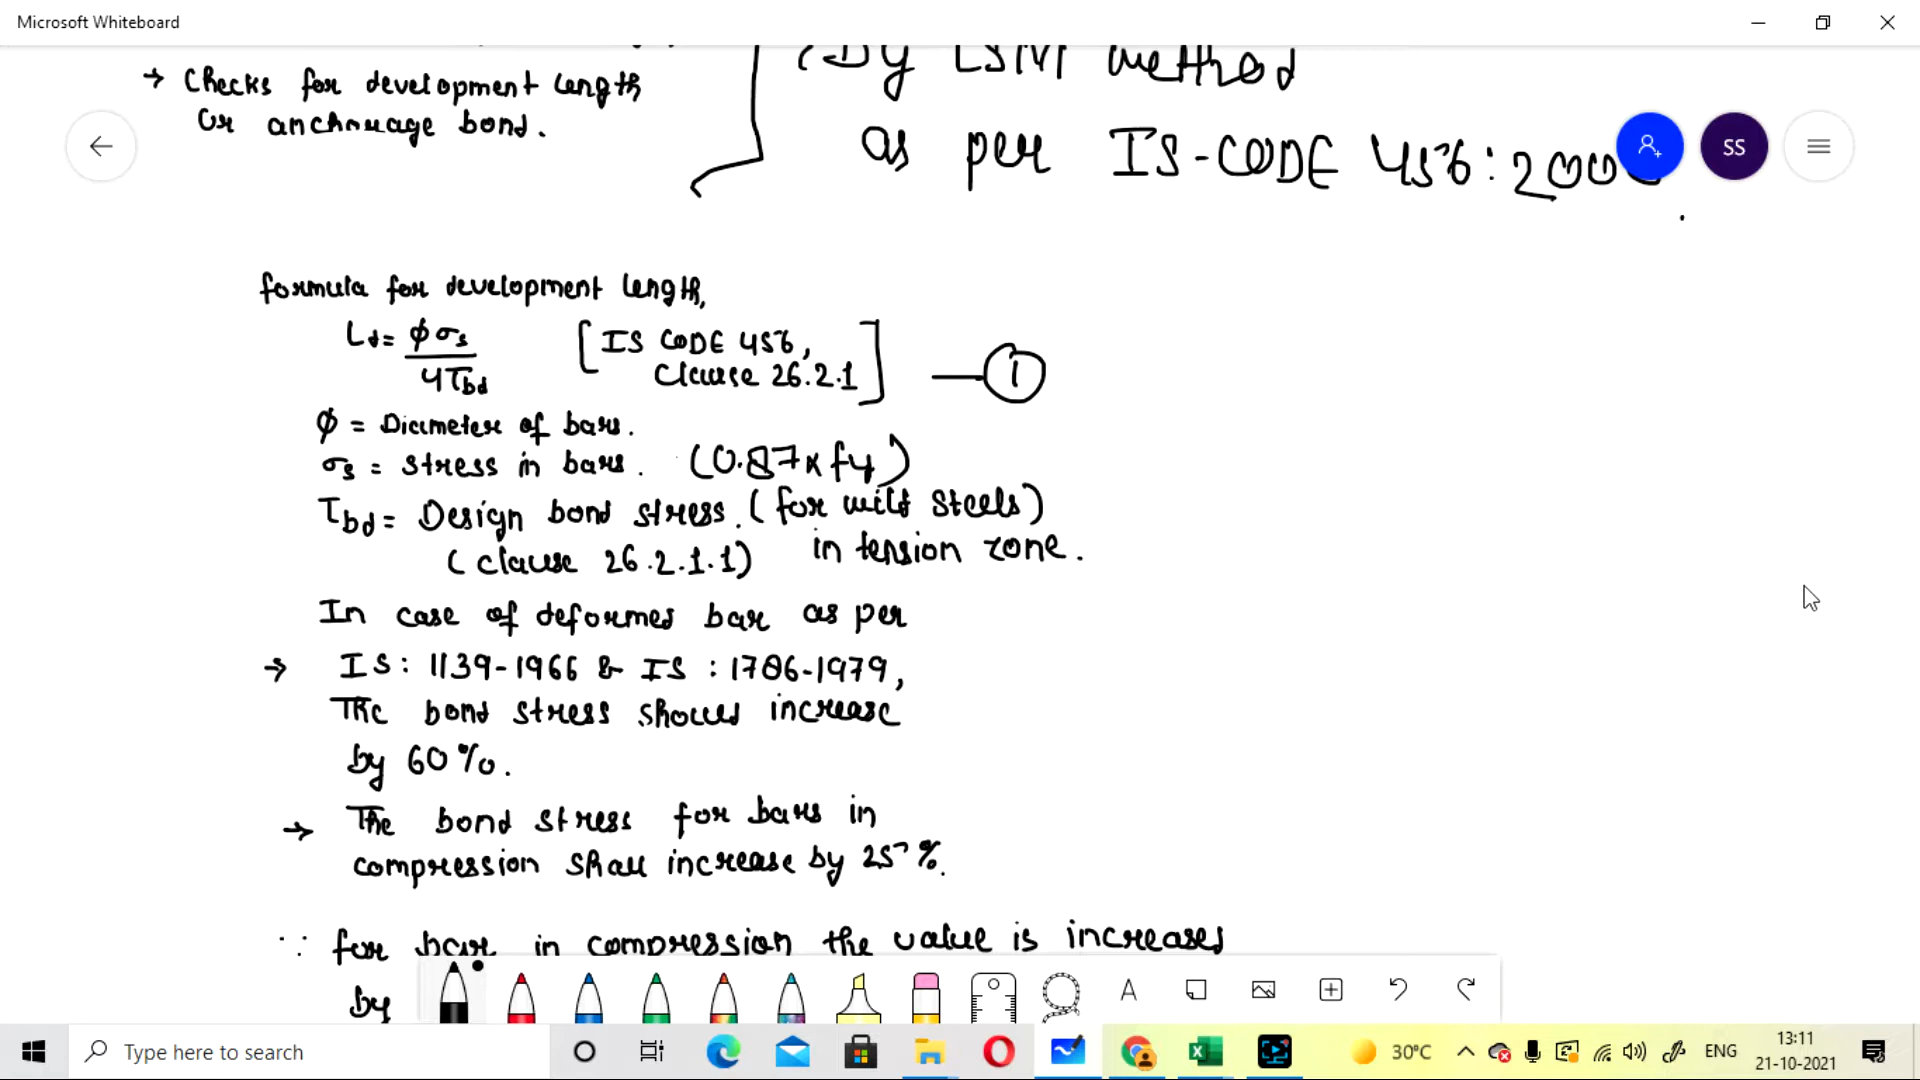 Microsoft Whiteboard
→ Checks for development length
or anchorage bond.
(By LSM method
as per IS-CODE 456:200
SS
formula for development length,
Ld = ϕσs / 4τbd [IS CODE 456, Clause 26.2.1] — ①
ϕ = Diameter of bars.
σs = stress in bars. (0.87×fy)
τbd = Design bond stress. (for mild steels)
(clause 26.2.1.1) in tension zone.
In case of deformed bar as per
→ IS: 1139-1966 & IS : 1786-1979,
The bond stress should increase
by 60%.
→ The bond stress for bars in
compression shall increase by 25%.
∵ for bar in compression the value is increased
by
Type here to search
30°C
ENG
13:11
21-10-2021